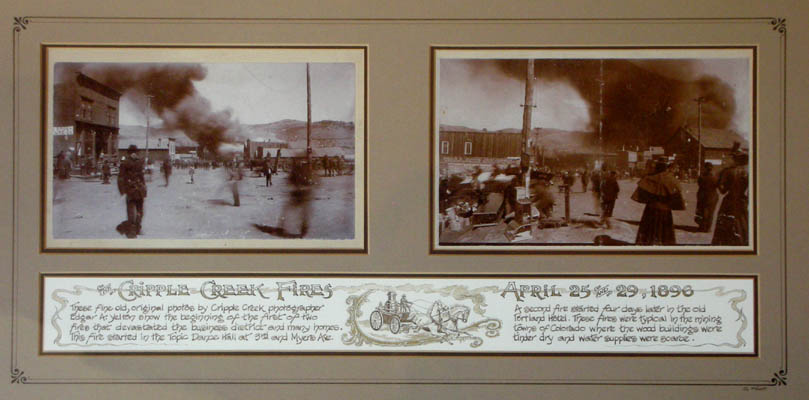 The CRIPPLE CREEK FIRES
APRIL 25 and 29, 1896
These fine old, original photos by Cripple Creek photographer
Edgar A. Yelton show the beginning of the first of two
fires that devastated the business district and many homes.
This fire started in the Topic Dance Hall at 3rd and Myers Ave.
A second fire started four days later in the old
Portland Hotel. These fires were typical in the mining
towns of Colorado where the wood buildings were
tinder dry and water supplies were scarce.